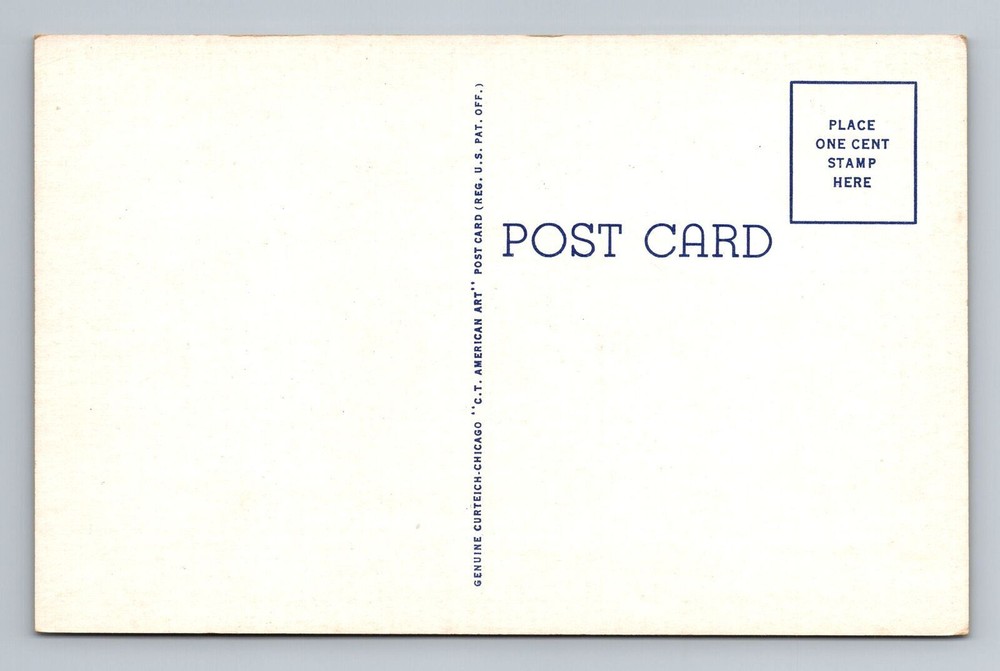 GENUINE CURTEICH-CHICAGO "C.T. AMERICAN ART" POST CARD (REG. U.S. PAT. OFF.)
POST CARD
PLACE
ONE CENT
STAMP
HERE